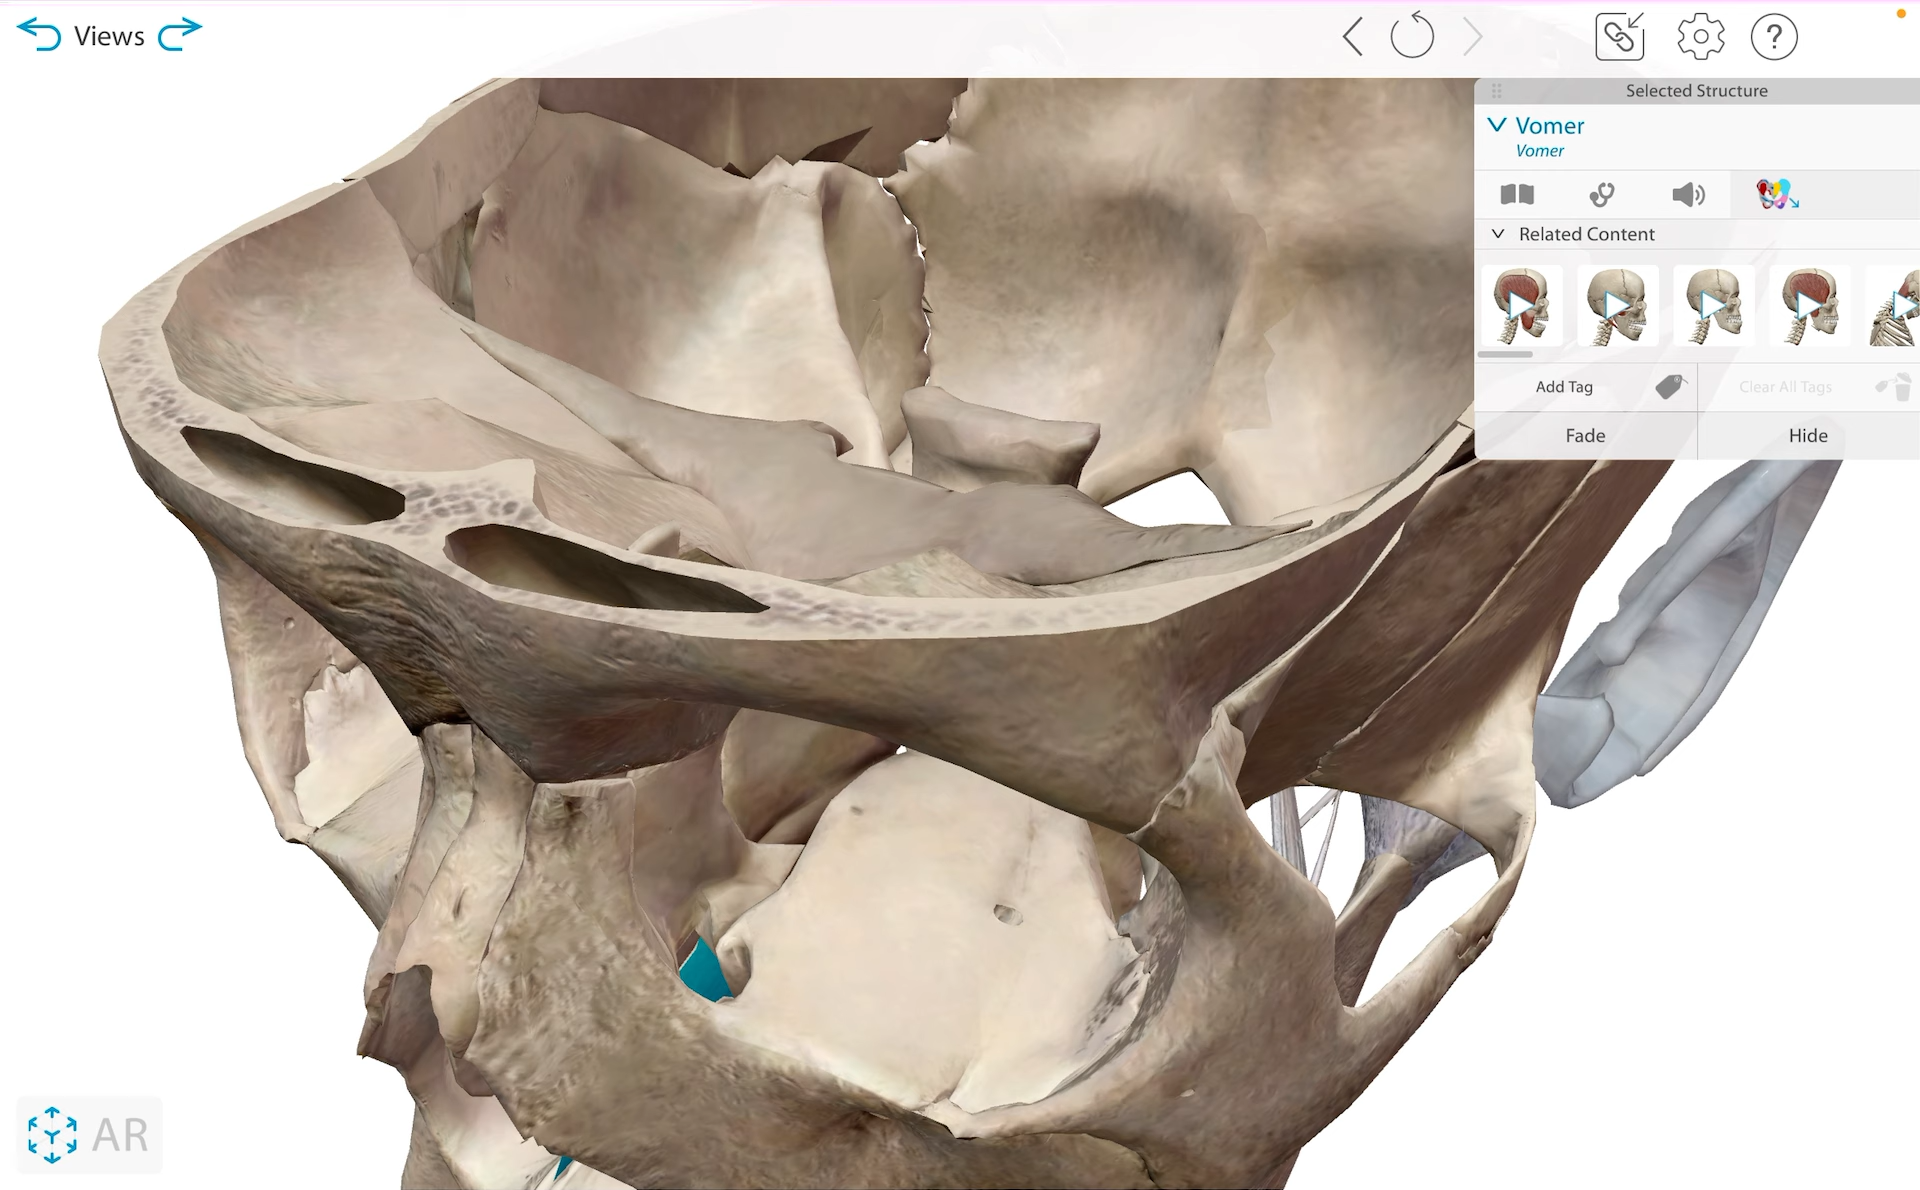 Views
?
Selected Structure
Vomer
Vomer
Related Content
Add Tag
Clear All Tags
Fade
Hide
AR